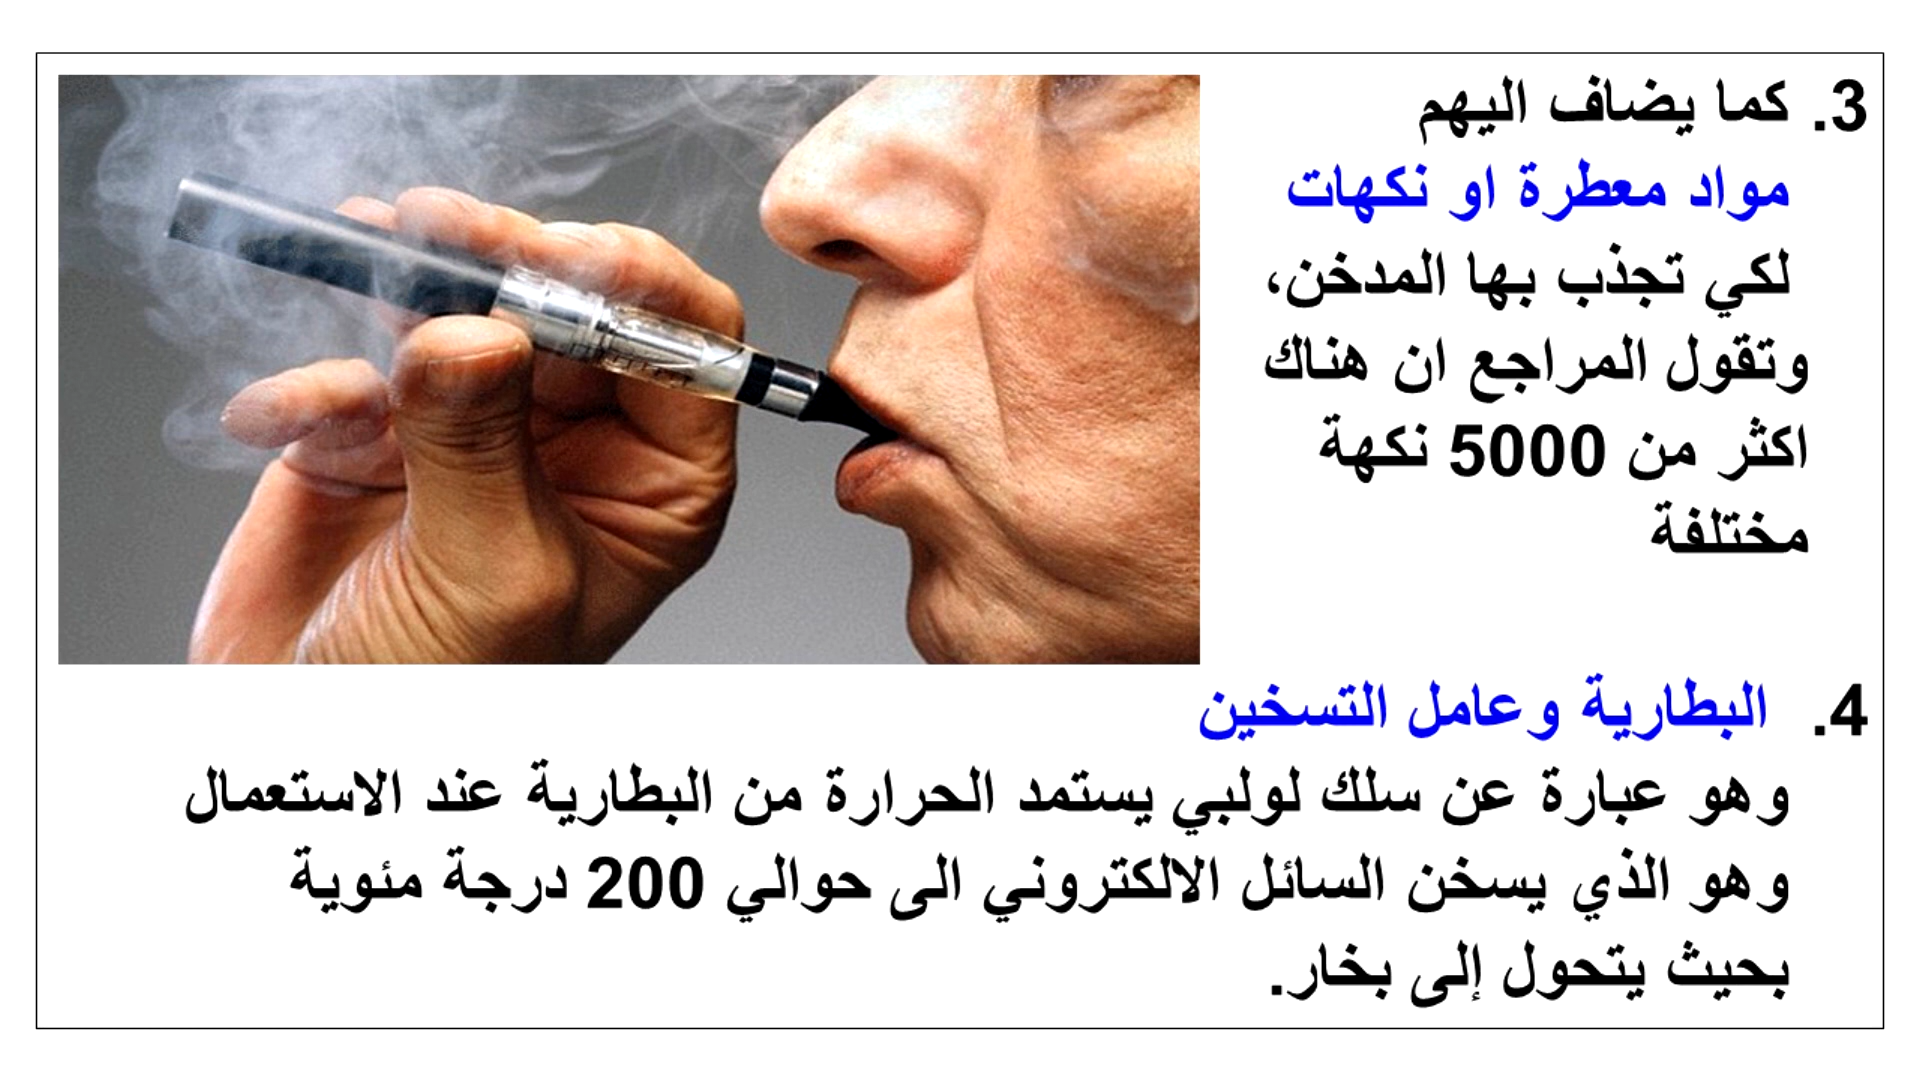 3. كما يضاف اليهم
مواد معطرة او نكهات
لكي تجذب بها المدخن،
وتقول المراجع ان هناك
اكثر من 5000 نكهة
مختلفة
4. البطارية وعامل التسخين
وهو عبارة عن سلك لولبي يستمد الحرارة من البطارية عند الاستعمال
وهو الذي يسخن السائل الالكتروني الى حوالي 200 درجة مئوية
بحيث يتحول إلى بخار.